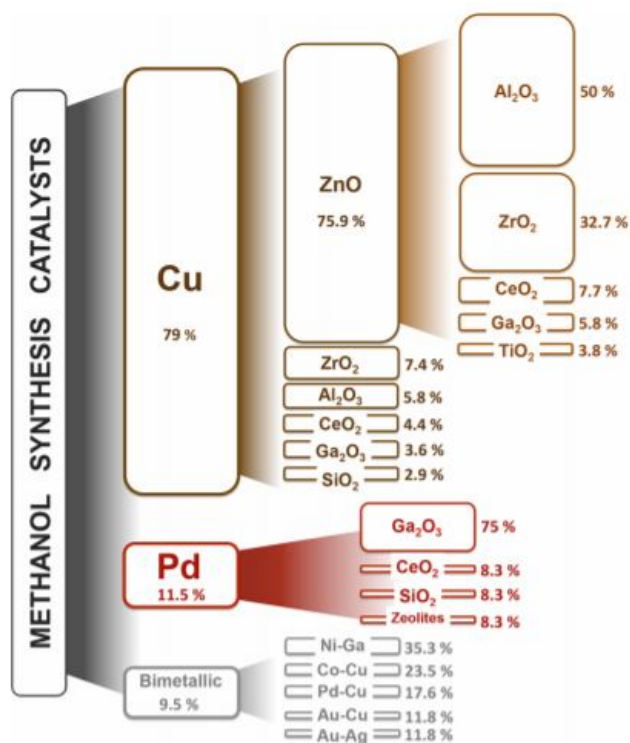 METHANOL SYNTHESIS CATALYSTS
Cu
79 %
ZnO
75.9 %
ZrO₂ 7.4 %
Al₂O₃ 5.8 %
CeO₂ 4.4 %
Ga₂O₃ 3.6 %
SiO₂ 2.9 %
Al₂O₃ 50 %
ZrO₂ 32.7 %
CeO₂ 7.7 %
Ga₂O₃ 5.8 %
TiO₂ 3.8 %
Pd
11.5 %
Ga₂O₃ 75 %
CeO₂ 8.3 %
SiO₂ 8.3 %
Zeolites 8.3 %
Bimetallic
9.5 %
Ni-Ga 35.3 %
Co-Cu 23.5 %
Pd-Cu 17.6 %
Au-Cu 11.8 %
Au-Ag 11.8 %